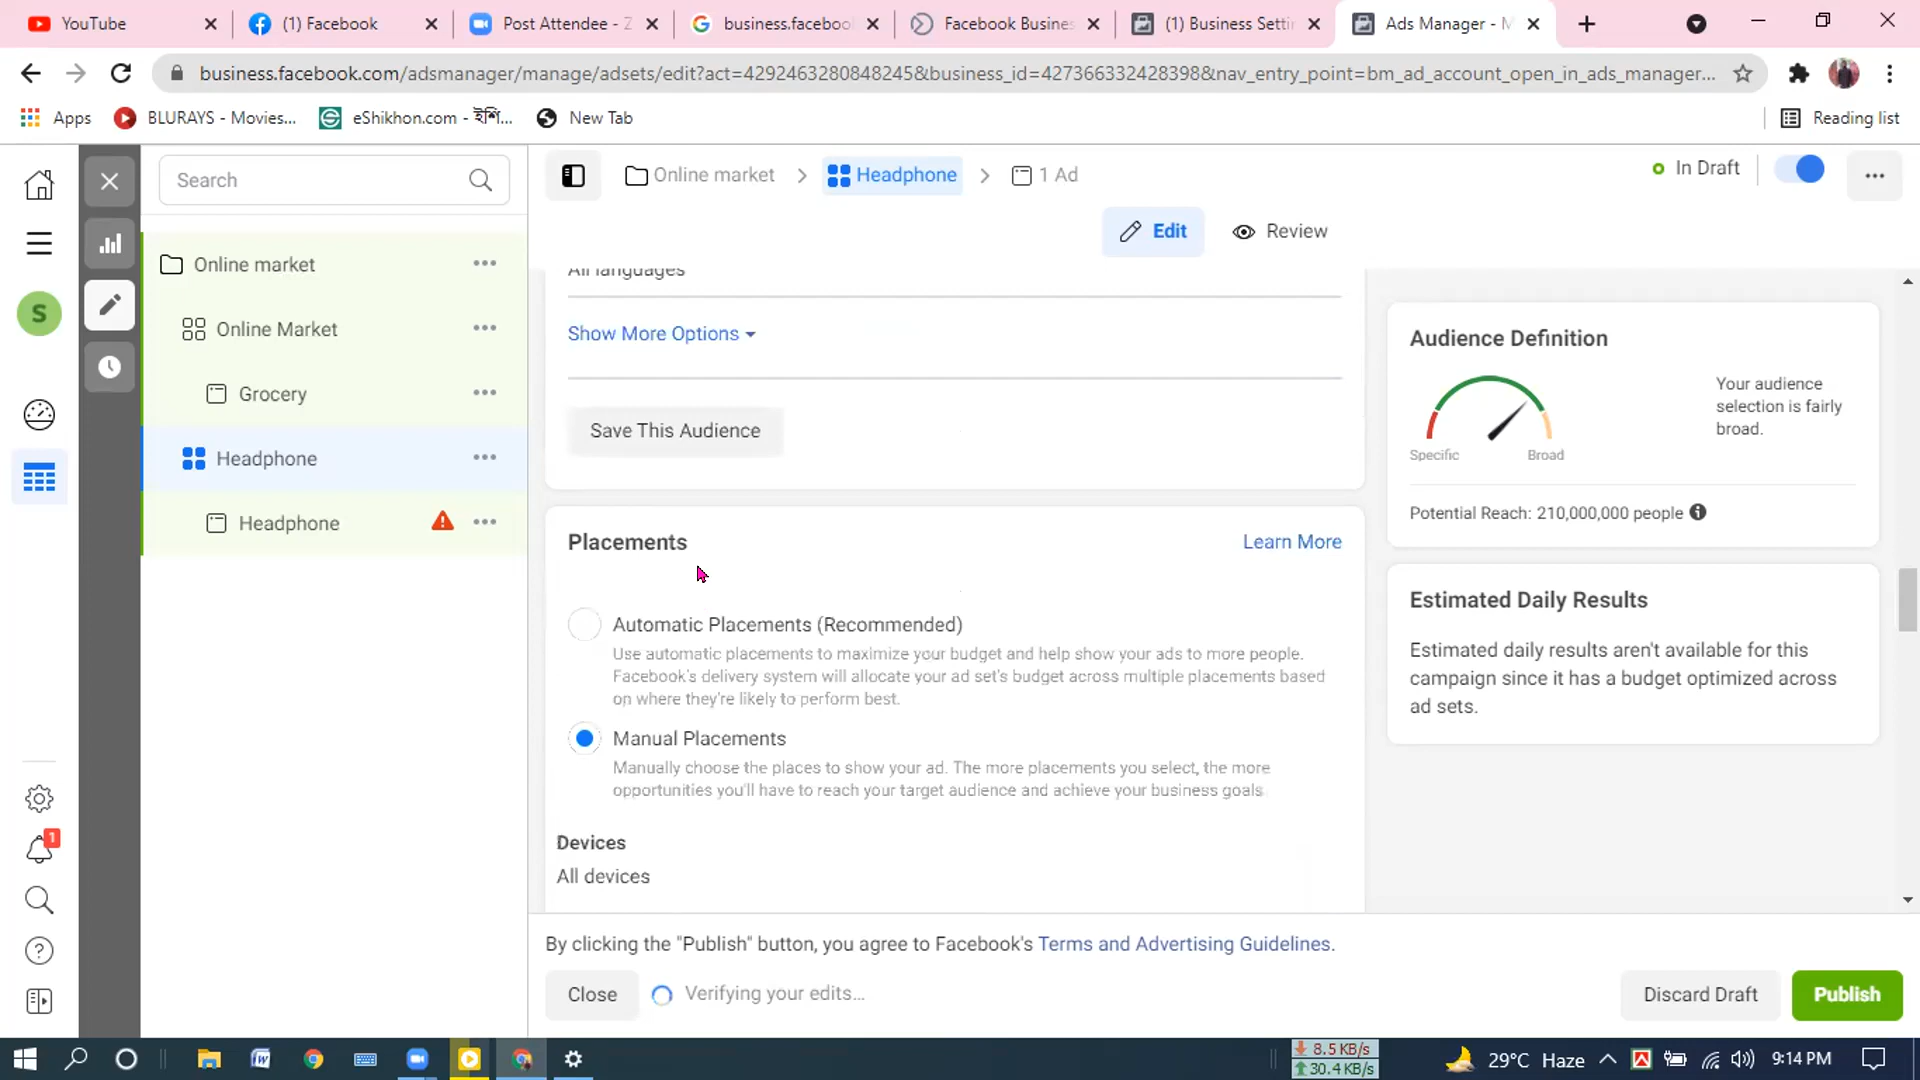 YouTube
(1) Facebook
Post Attendee - Z
business.faceboo
Facebook Busines
(1) Business Setti
Ads Manager - M
business.facebook.com/adsmanager/manage/adsets/edit?act=4292463280848245&business_id=427366332428398&nav_entry_point=bm_ad_account_open_in_ads_manager...
Apps
BLURAYS - Movies...
eShikhon.com - ইশি...
New Tab
Reading list
Search
Online market
Headphone
1 Ad
In Draft
Edit
Review
Online market
Online Market
Grocery
Headphone
Headphone
S
1
All languages
Show More Options
Save This Audience
Placements
Learn More
Automatic Placements (Recommended)
Use automatic placements to maximize your budget and help show your ads to more people.
Facebook's delivery system will allocate your ad set's budget across multiple placements based
on where they're likely to perform best.
Manual Placements
Manually choose the places to show your ad. The more placements you select, the more
opportunities you'll have to reach your target audience and achieve your business goals.
Devices
All devices
Audience Definition
Your audience
selection is fairly
broad.
Specific
Broad
Potential Reach: 210,000,000 people
Estimated Daily Results
Estimated daily results aren't available for this
campaign since it has a budget optimized across
ad sets.
By clicking the "Publish" button, you agree to Facebook's Terms and Advertising Guidelines.
Close
Verifying your edits...
Discard Draft
Publish
8.5 KB/s
30.4 KB/s
29°C Haze
9:14 PM